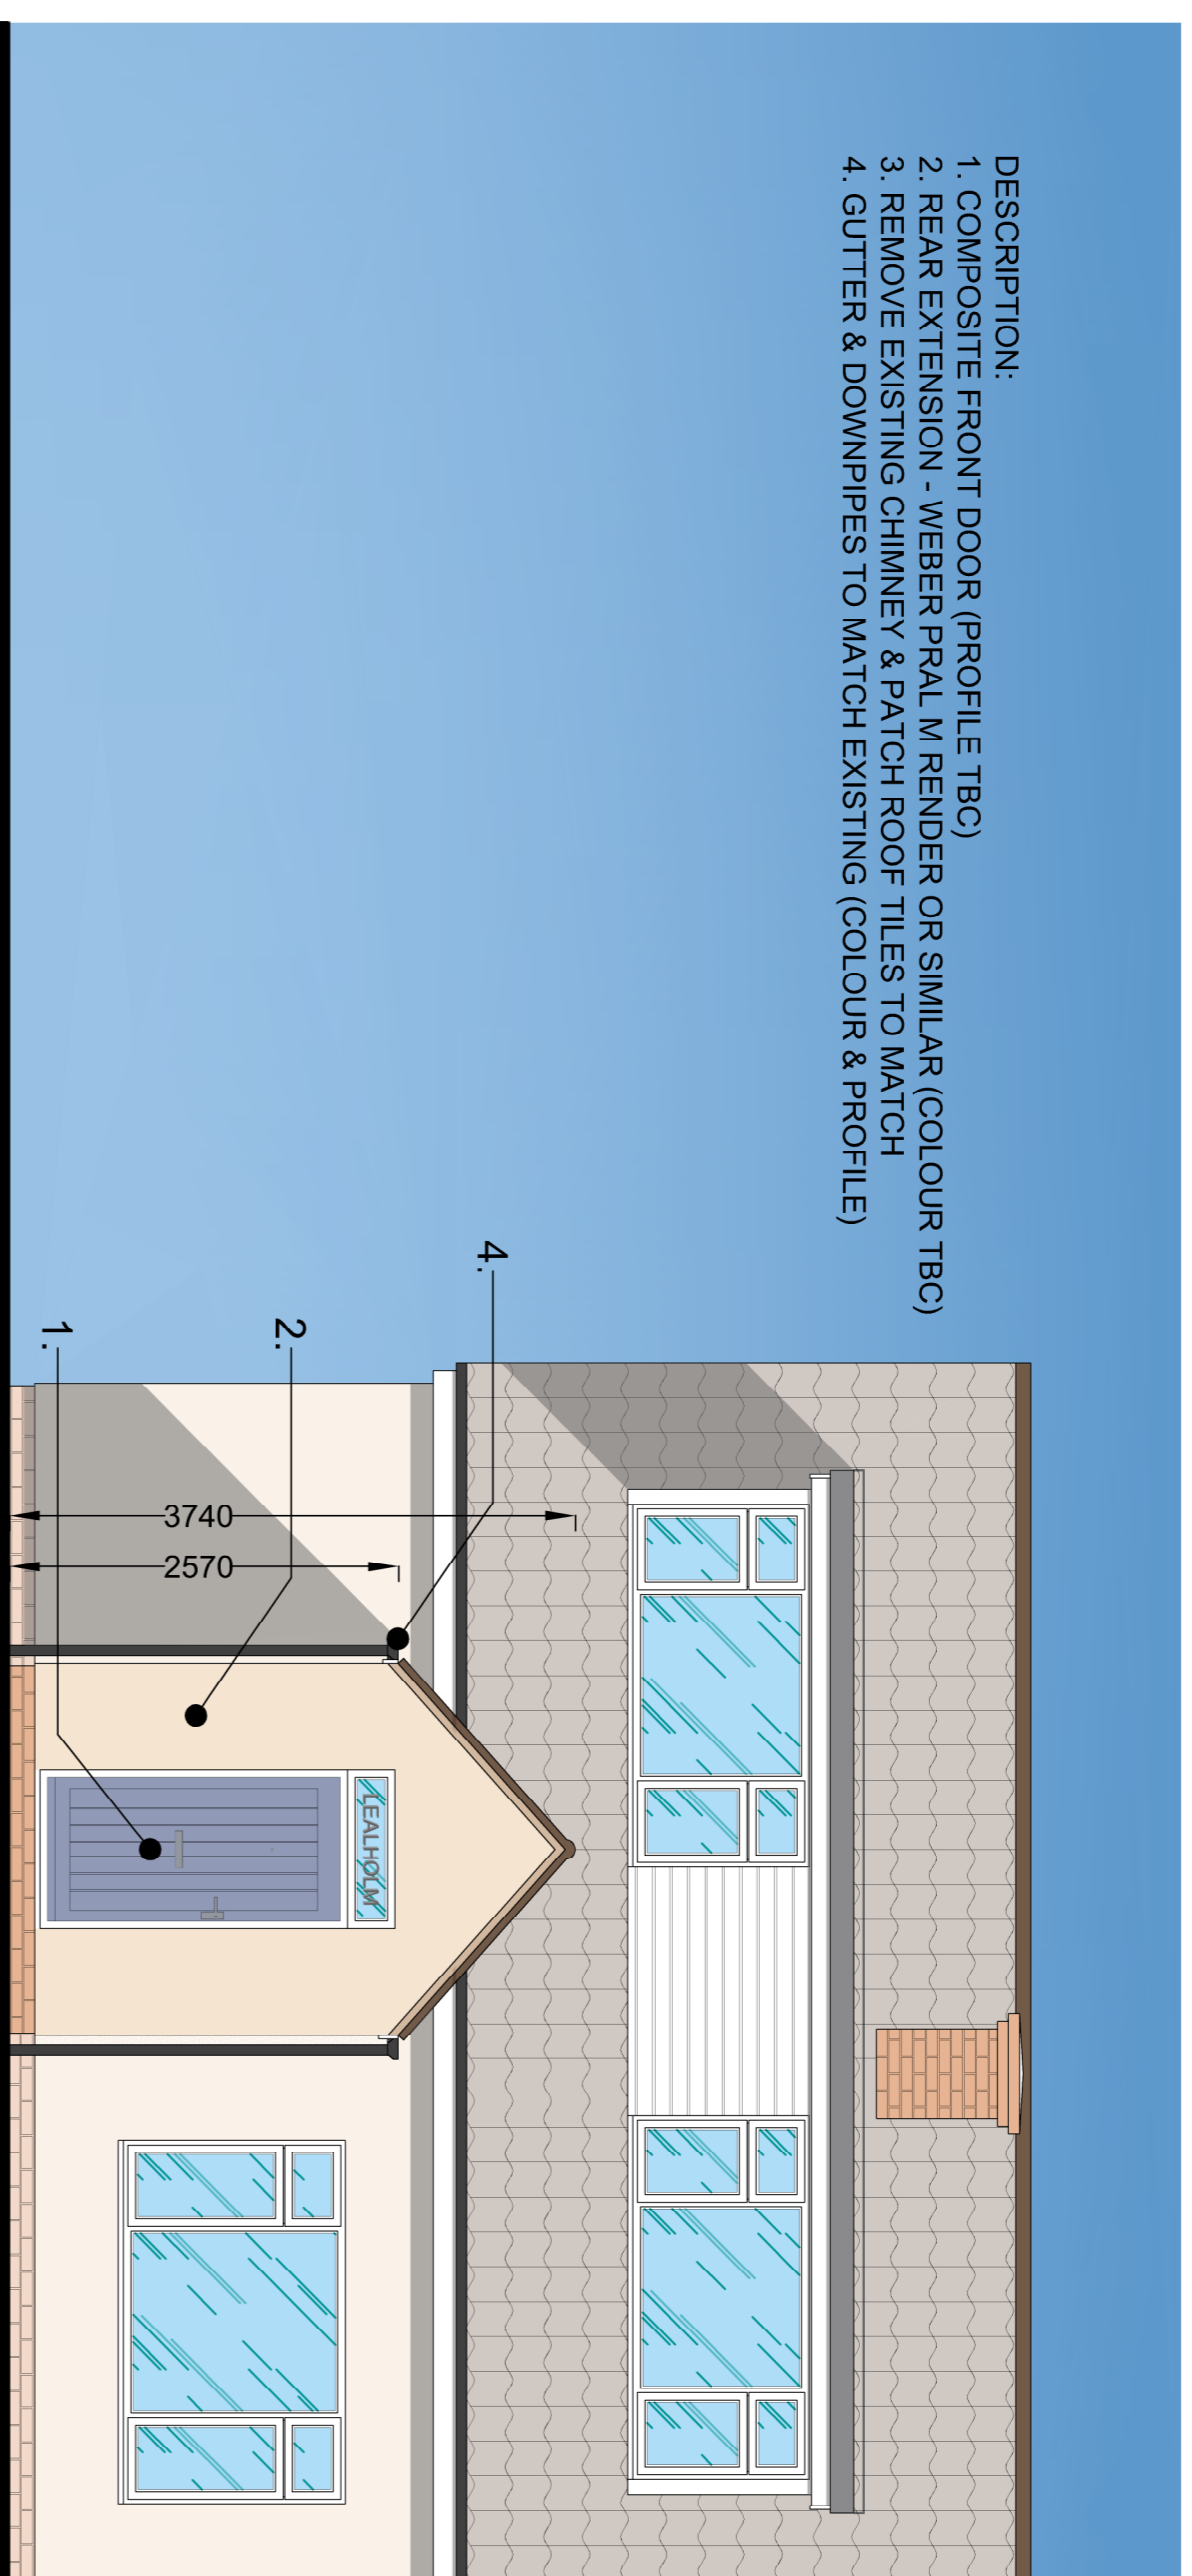 DESCRIPTION:
1. COMPOSITE FRONT DOOR (PROFILE TBC)
2. REAR EXTENSION - WEBER PRAL M RENDER OR SIMILAR (COLOUR TBC)
3. REMOVE EXISTING CHIMNEY & PATCH ROOF TILES TO MATCH
4. GUTTER & DOWNPIPES TO MATCH EXISTING (COLOUR & PROFILE)
4.
2.
1.
3740
2570
LEALHOLM